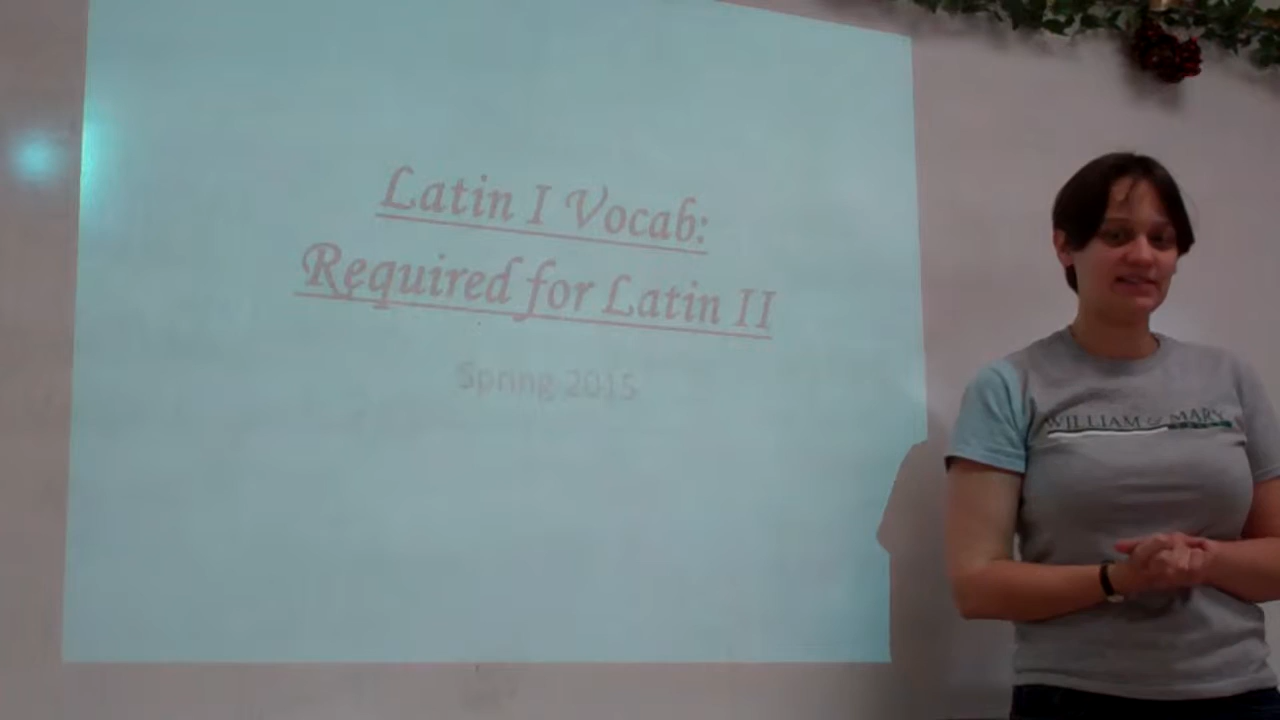 Latin I Vocab:
Required for Latin II
Spring 2015
WILLIAM & MARY